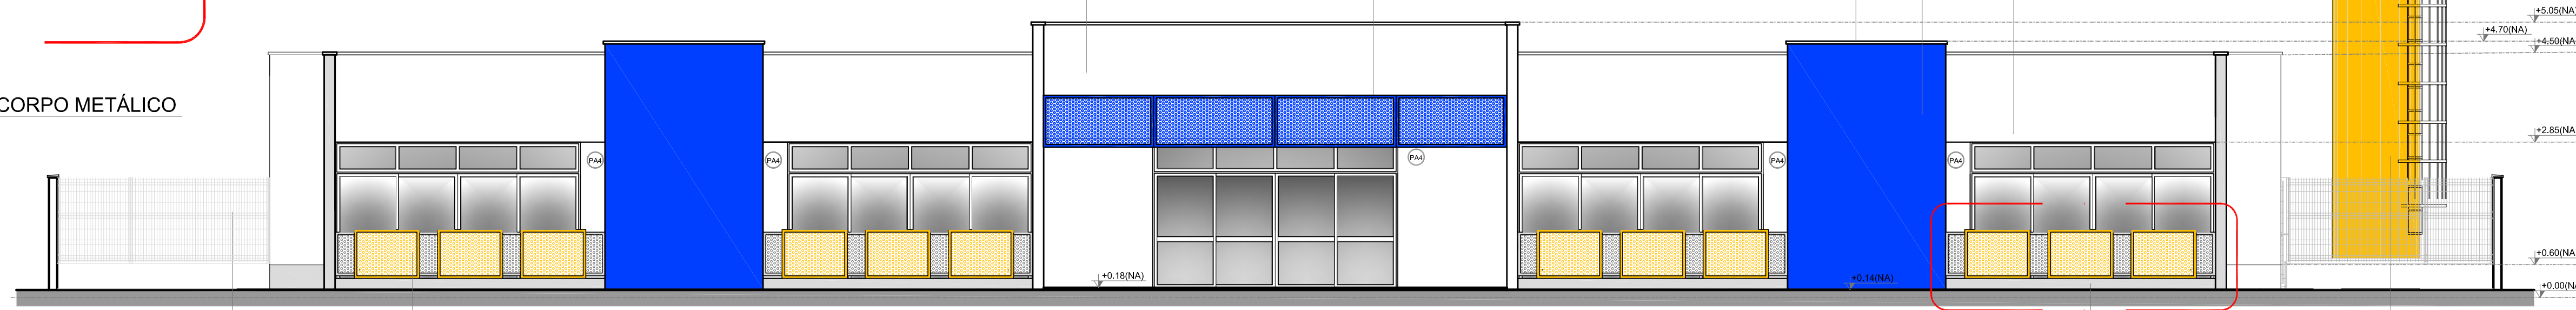 +5.05(NA)
+4.70(NA)
+4.50(NA
CORPO METÁLICO
+2.85(NA
PA4
PA4
PA4
PA4
PA4
+0.60(NA
+0.18(NA)
+0.14(NA)
+0.00(NA